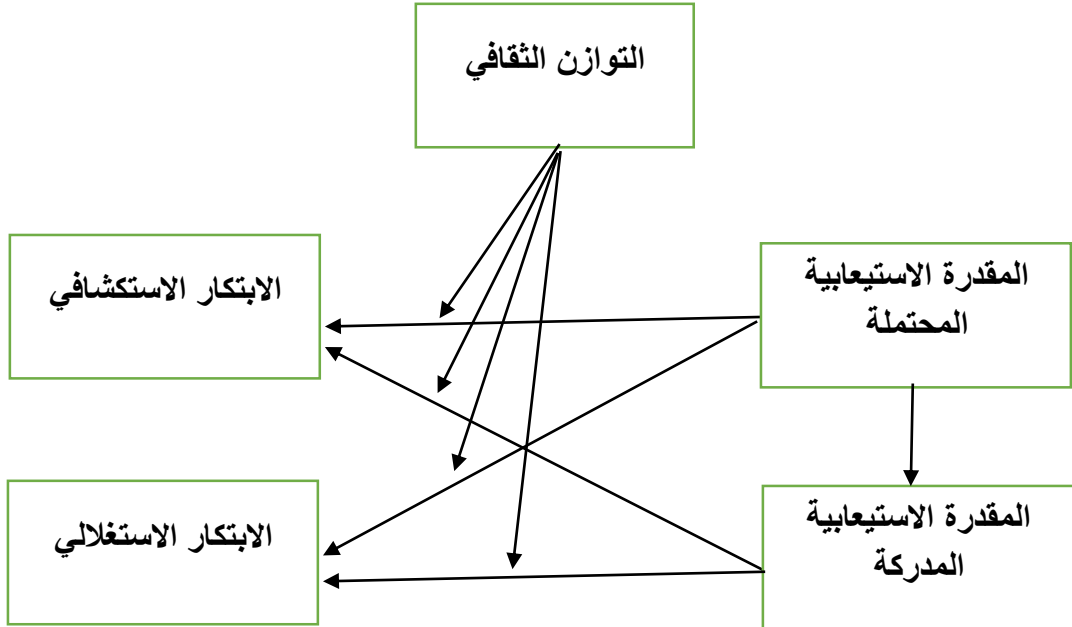 التوازن الثقافي
المقدرة الاستيعابية
المحتملة
الابتكار الاستكشافي
المقدرة الاستيعابية
المدركة
الابتكار الاستغلالي